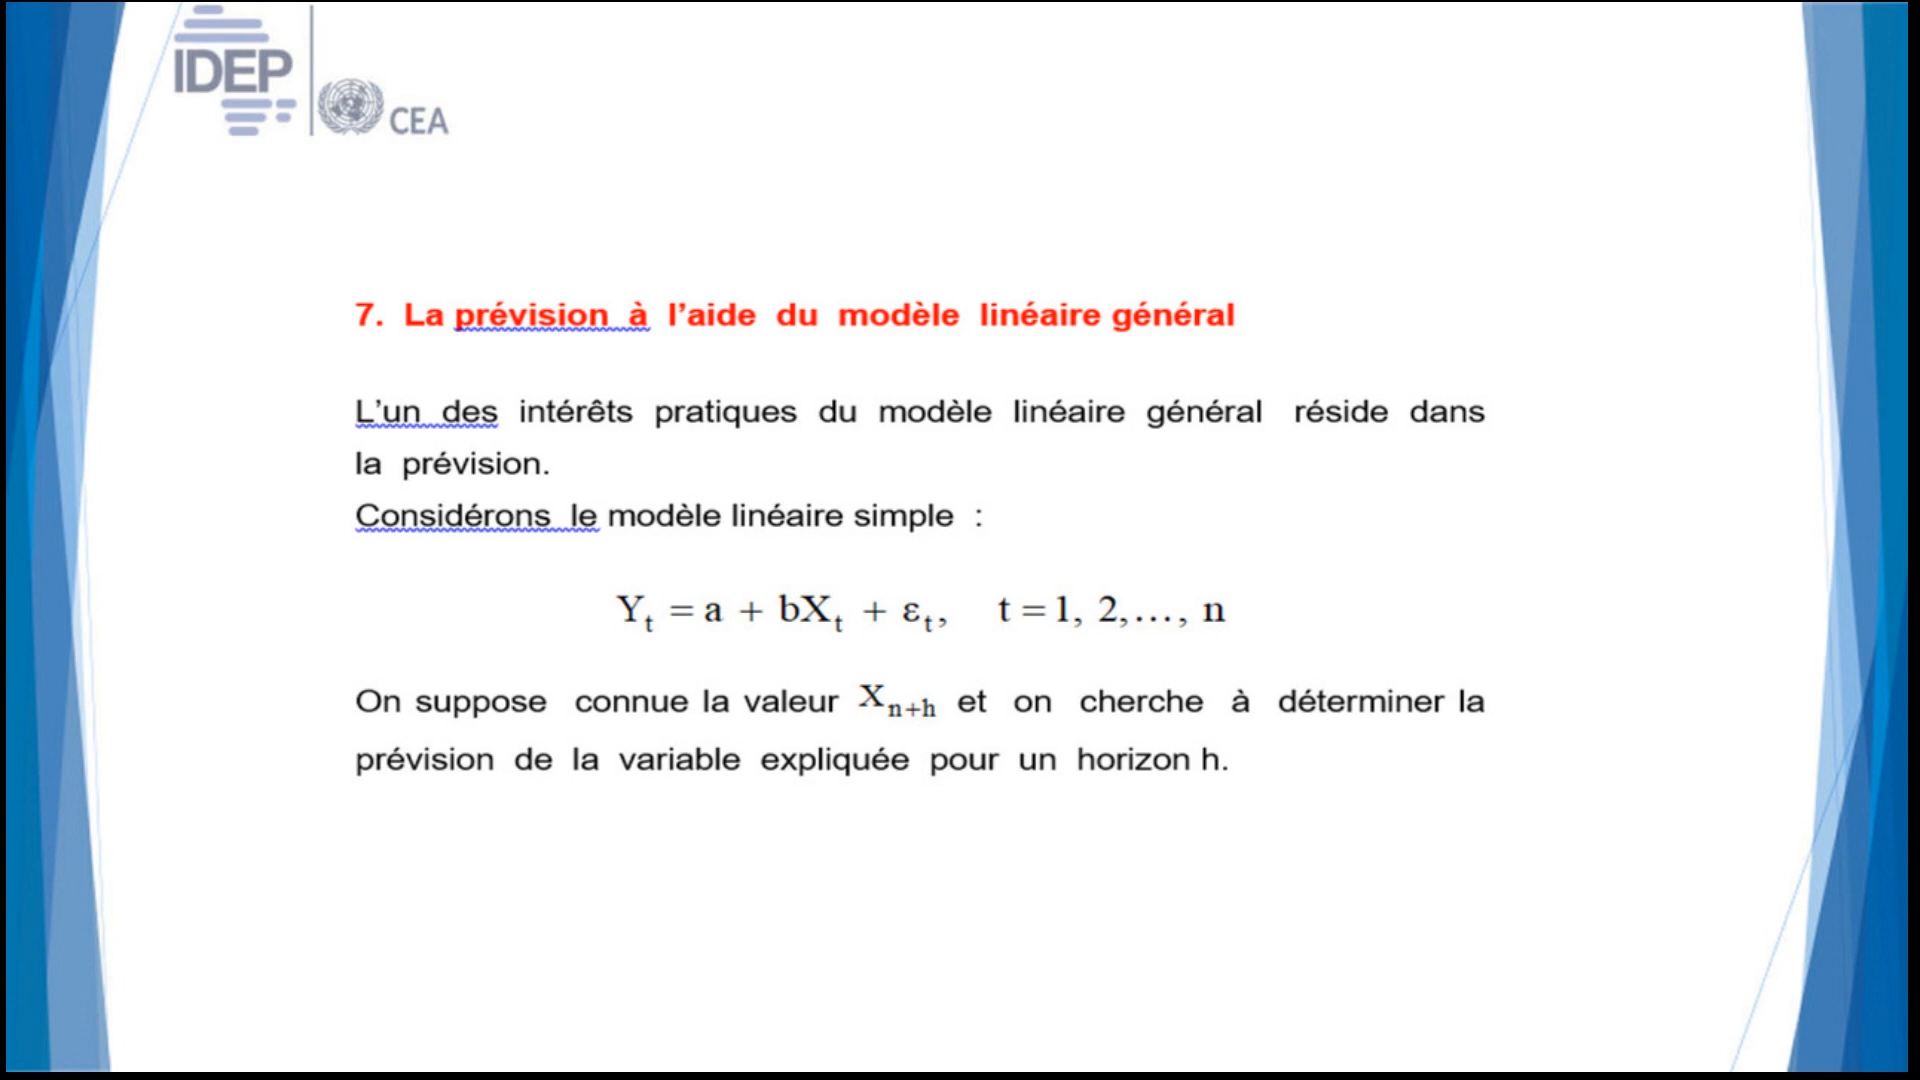 IDEP
CEA
7. La prévision à l’aide du modèle linéaire général
L’un des intérêts pratiques du modèle linéaire général réside dans
la prévision.
Considérons le modèle linéaire simple :
Yₜ = a + bXₜ + εₜ, t = 1, 2,..., n
On suppose connue la valeur Xₙ₊ₕ et on cherche à déterminer la
prévision de la variable expliquée pour un horizon h.